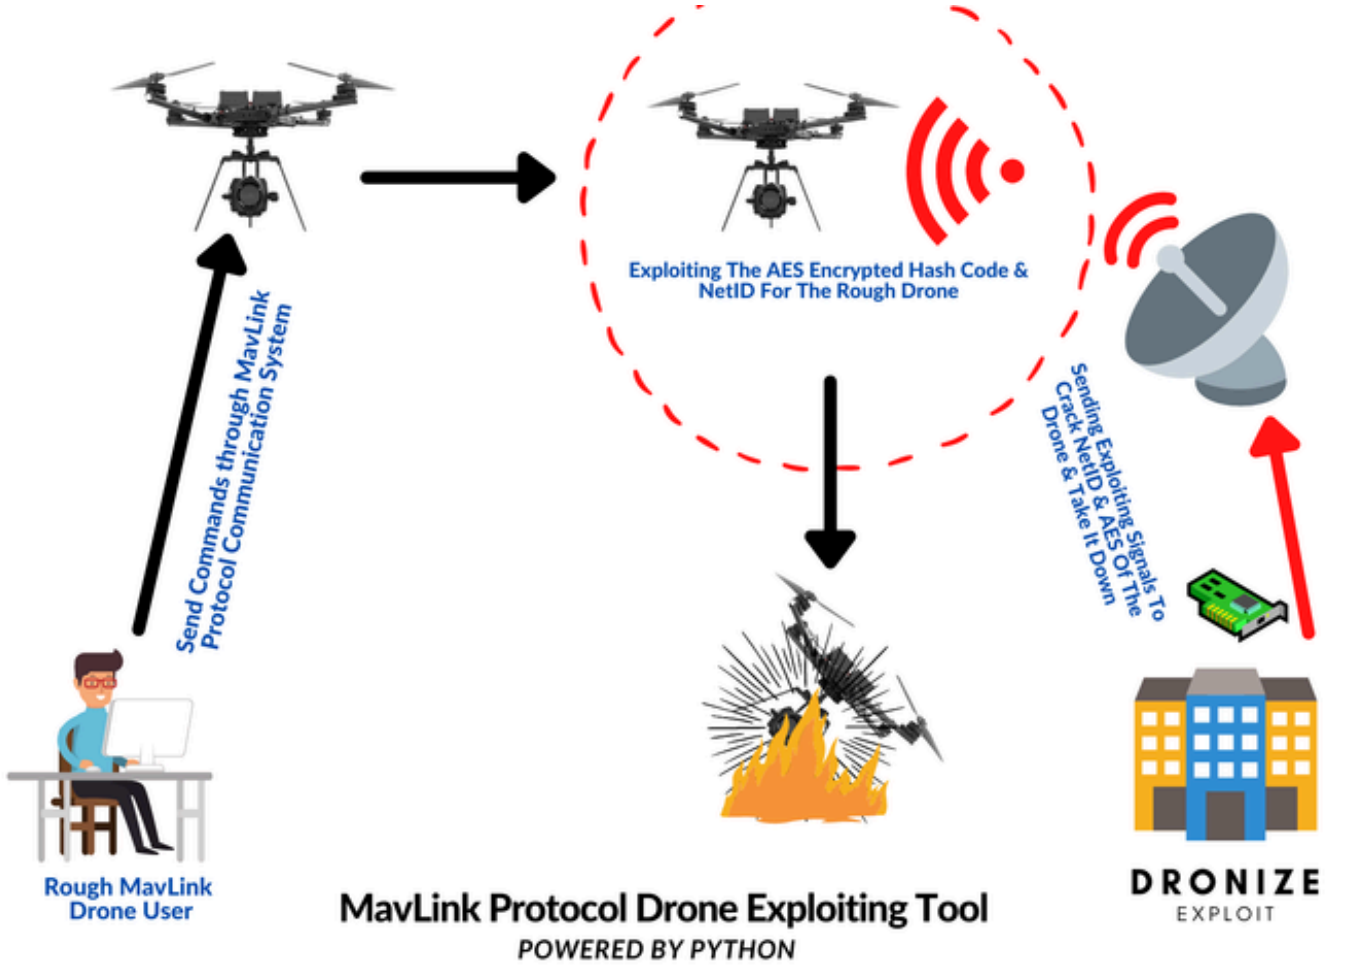 Exploiting The AES Encrypted Hash Code &
NetID For The Rough Drone
Send Commands through MavLink
Protocol Communication System
Sending Exploiting Signals To
Crack NetID & AES Of The
Drone & Take It Down
Rough MavLink
Drone User
DRONIZE
EXPLOIT
MavLink Protocol Drone Exploiting Tool
POWERED BY PYTHON